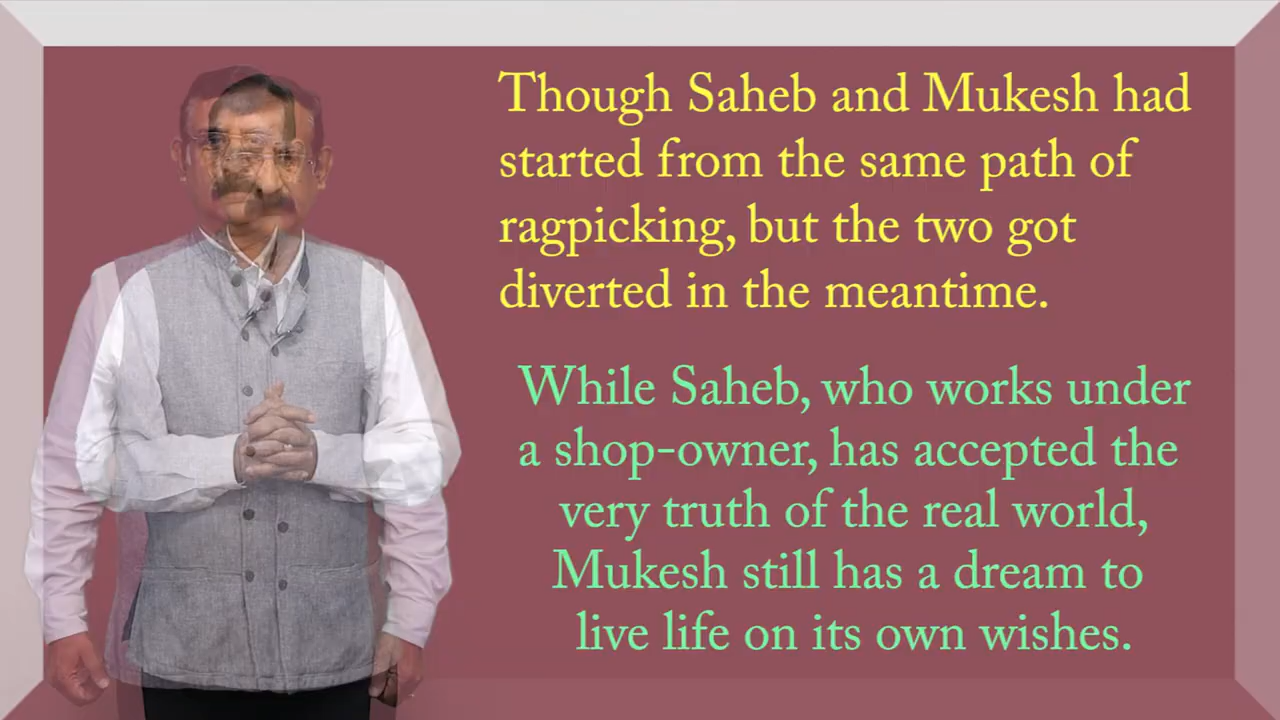 Though Saheb and Mukesh had
started from the same path of
ragpicking, but the two got
diverted in the meantime.
While Saheb, who works under
a shop-owner, has accepted the
very truth of the real world,
Mukesh still has a dream to
live life on its own wishes.